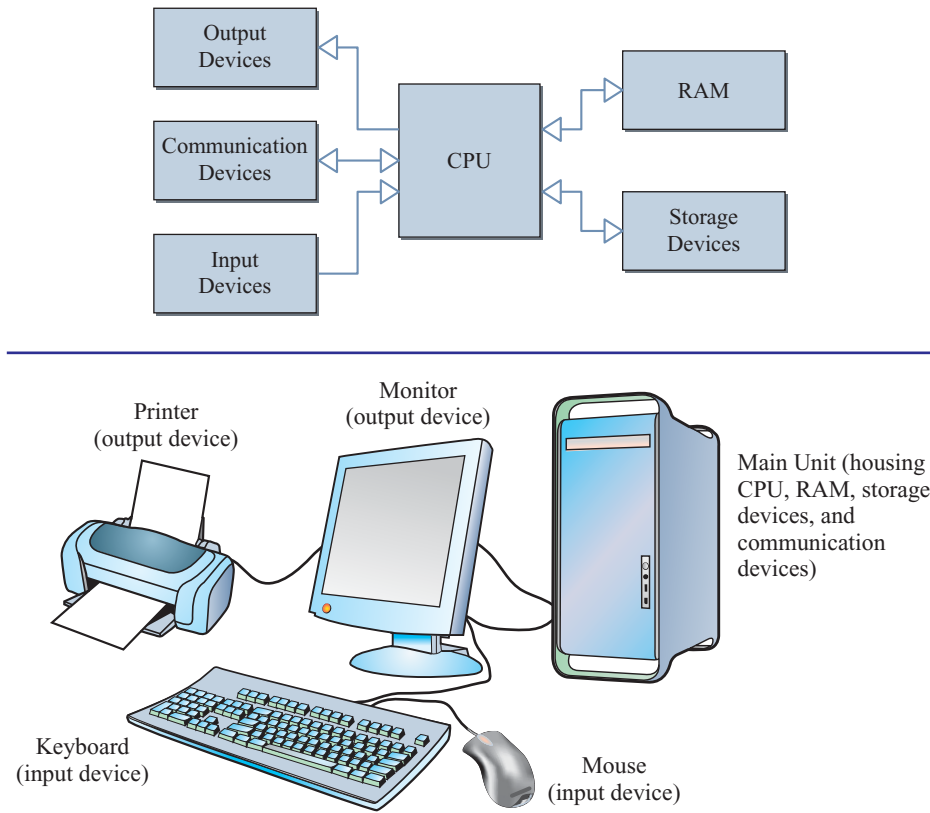 Output
Devices
Communication
Devices
Input
Devices
CPU
RAM
Storage
Devices
Printer
(output device)
Monitor
(output device)
Main Unit (housing
CPU, RAM, storage
devices, and
communication
devices)
Keyboard
(input device)
Mouse
(input device)